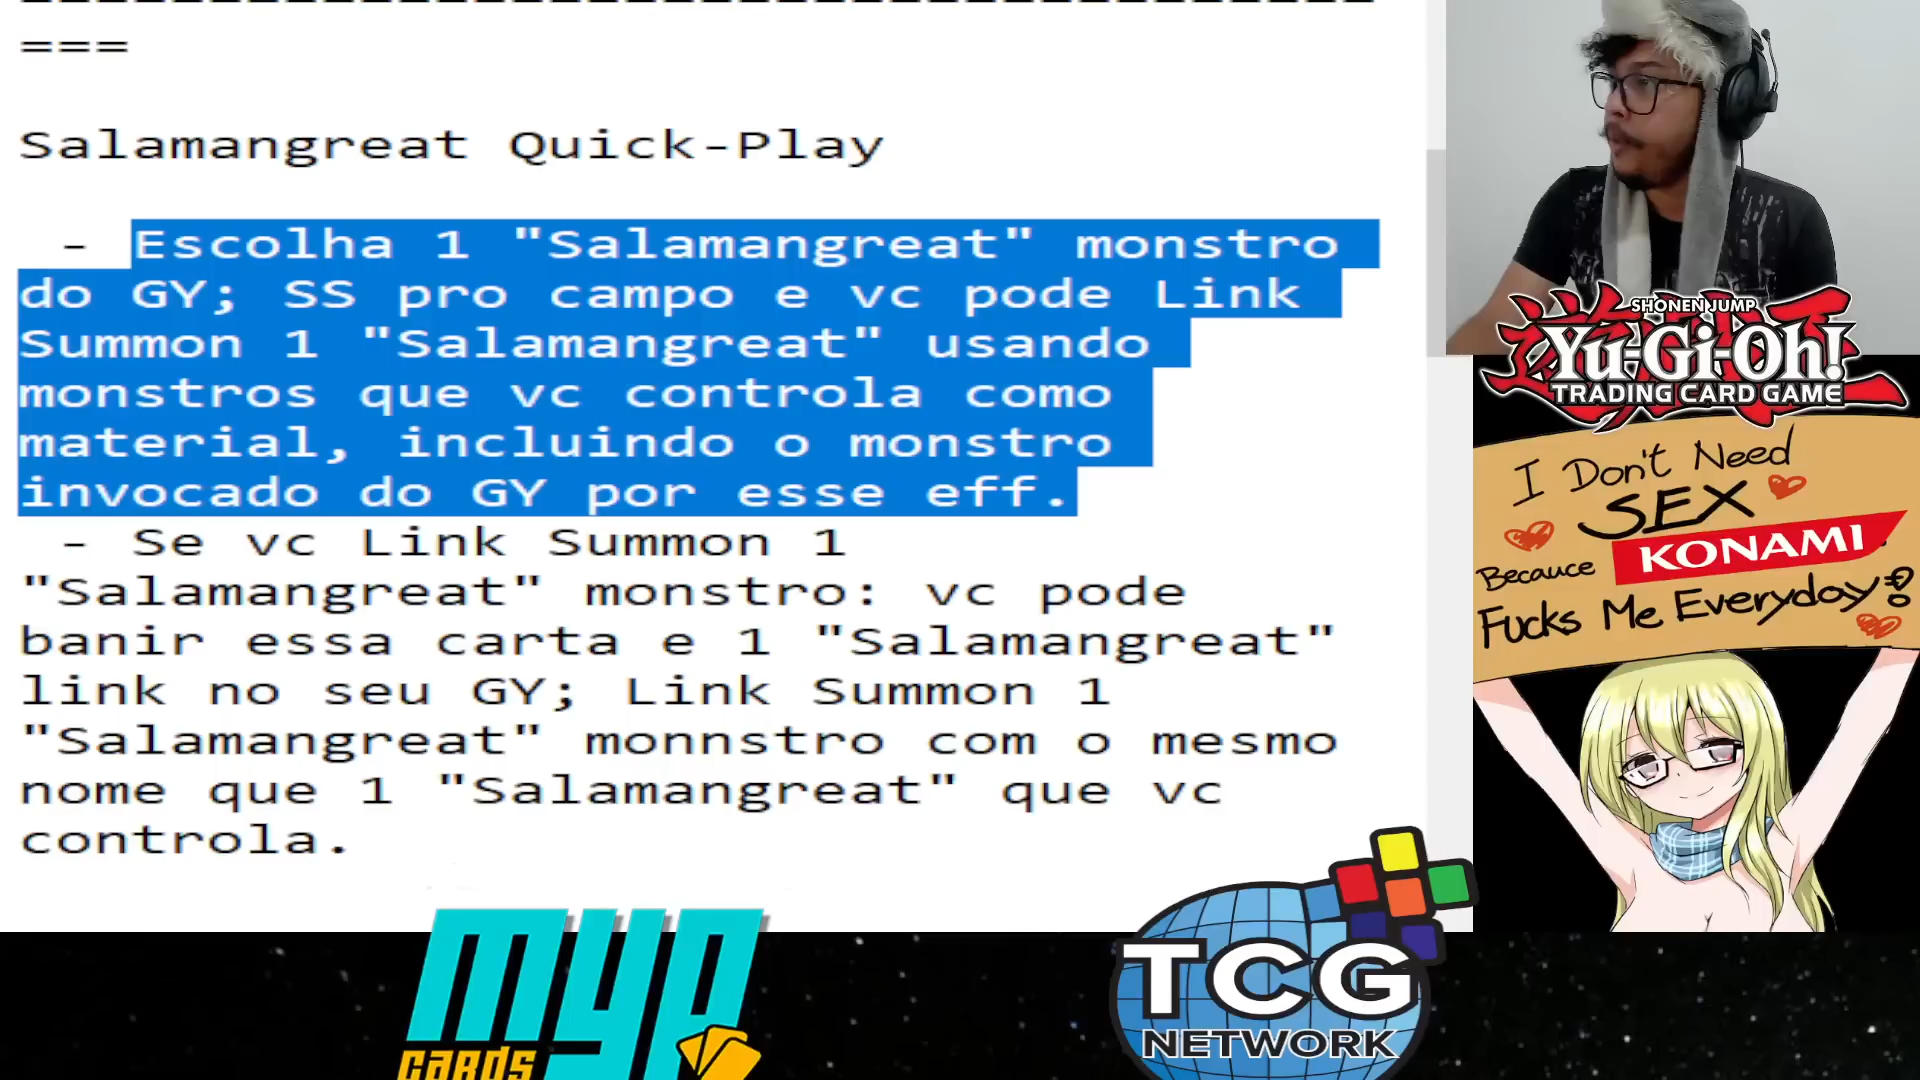 ===
Salamangreat Quick-Play
- Escolha 1 "Salamangreat" monstro
do GY; SS pro campo e vc pode Link
Summon 1 "Salamangreat" usando
monstros que vc controla como
material, incluindo o monstro
invocado do GY por esse eff.
- Se vc Link Summon 1
"Salamangreat" monstro: vc pode
banir essa carta e 1 "Salamangreat"
link no seu GY; Link Summon 1
"Salamangreat" monnstro com o mesmo
nome que 1 "Salamangreat" que vc
controla.
SHONEN JUMP
Yu-Gi-Oh!
TRADING CARD GAME
I Don't Need
SEX
Becauce KONAMI
Fucks Me Everyday!
myp
cards
TCG
NETWORK